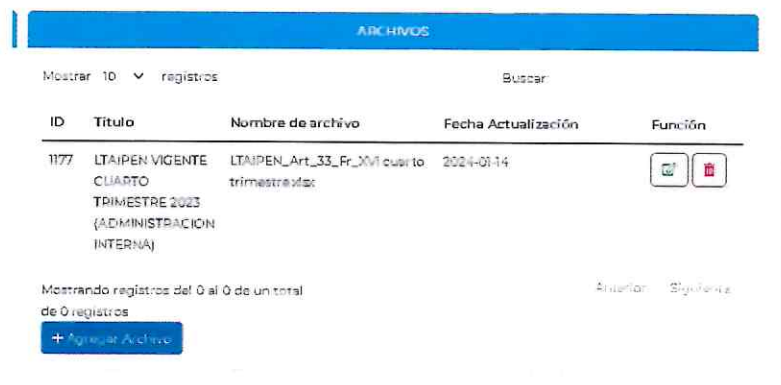 ARCHIVOS
Mostrar 10 registros
Buscar:
ID Título Nombre de archivo Fecha Actualización Función
1177 LTAIPEN VIGENTE LTAIPEN_Art_33_Fr_XVI cuarto 2024-01-14
CUARTO trimestre.xlsx
TRIMESTRE 2023
(ADMINISTRACION
INTERNA)
Mostrando registros del 0 al 0 de un total
Anterior Siguiente
de 0 registros
+ Agregar Archivo